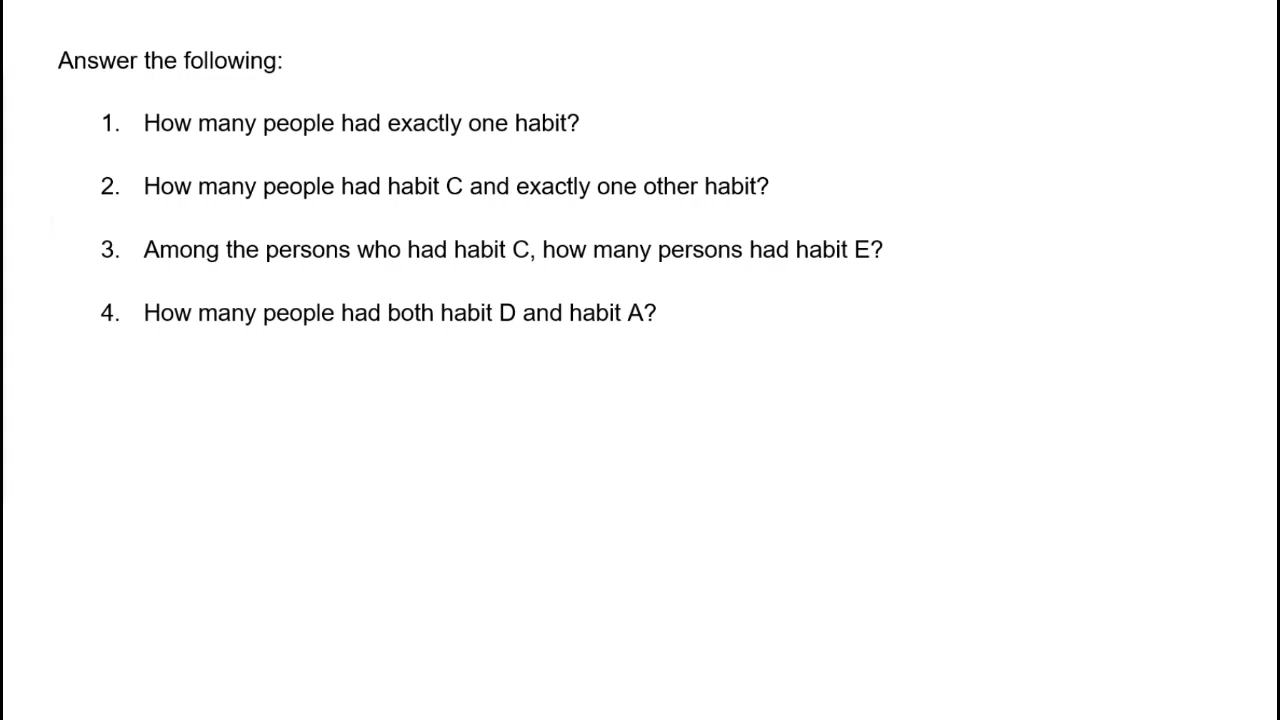 Answer the following:
1. How many people had exactly one habit?
2. How many people had habit C and exactly one other habit?
3. Among the persons who had habit C, how many persons had habit E?
4. How many people had both habit D and habit A?